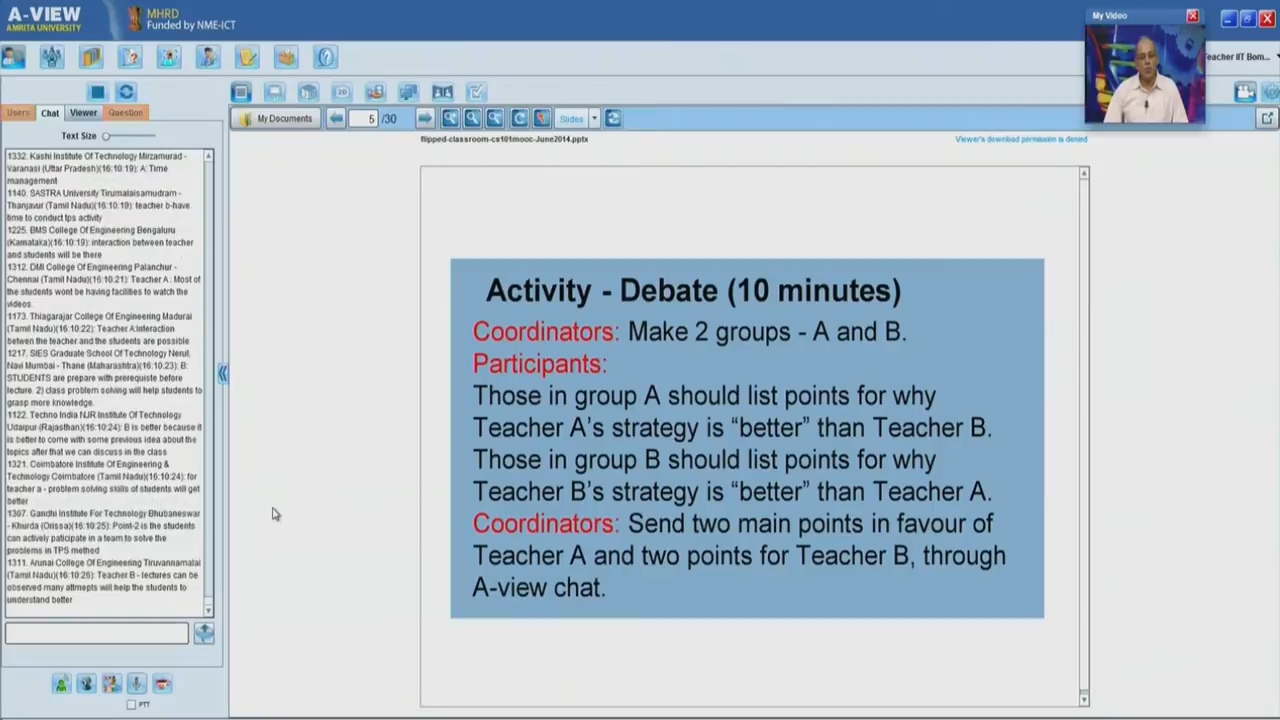 A-VIEW
AMRITA UNIVERSITY
MHRD
Funded by NME-ICT
My Video
Teacher IIT Bom...
Users
Chat
Viewer
Question
My Documents
5 /30
Slides
Text Size
flipped-classroom-cs101mooc-June2014.pptx
Viewer's download permission is denied
1332. Kashi Institute Of Technology Mirzamurad -
Varanasi (Uttar Pradesh)(16:10:19): A: Time
management
1140. SASTRA University Tirumalaisamudram -
Thanjavur (Tamil Nadu)(16:10:19): teacher b-have
time to conduct tps activity
1225. BMS College Of Engineering Bengaluru
(Karnataka)(16:10:19): interaction between teacher
and students will be there
1312. DMI College Of Engineering Palanchur -
Chennai (Tamil Nadu)(16:10:21): Teacher A: Most of
the students wont be having facilities to watch the
videos.
1173. Thiagarajar College Of Engineering Madurai
(Tamil Nadu)(16:10:22): Teacher A:interaction
betwen the teacher and the students are possible
1217. SIES Graduate School Of Technology Nerul,
Navi Mumbai - Thane (Maharashtra)(16:10:23): B:
STUDENTS are prepare with prerequiste before
lecture. 2) class problem solving will help students to
grasp more knowledge.
1122. Techno India NJR Institute Of Technology
Udaipur (Rajasthan)(16:10:24): B is better because it
is better to come with some previous idea about the
topics after that we can discuss in the class
1321. Coimbatore Institute Of Engineering &
Technology Coimbatore (Tamil Nadu)(16:10:24): for
teacher a - problem solving skills of students will get
better
1307. Gandhi Institute For Technology Bhubaneswar
- Khurda (Orissa)(16:10:25): Point-2 is the students
can actively paticipate in a team to solve the
problems in TPS method
1311. Arunai College Of Engineering Tiruvannamalai
(Tamil Nadu)(16:10:25): Teacher B - lectures can be
observed many attmepts will help the students to
understand better
PTT
Activity - Debate (10 minutes)
Coordinators: Make 2 groups - A and B.
Participants:
Those in group A should list points for why
Teacher A's strategy is “better” than Teacher B.
Those in group B should list points for why
Teacher B's strategy is “better” than Teacher A.
Coordinators: Send two main points in favour of
Teacher A and two points for Teacher B, through
A-view chat.